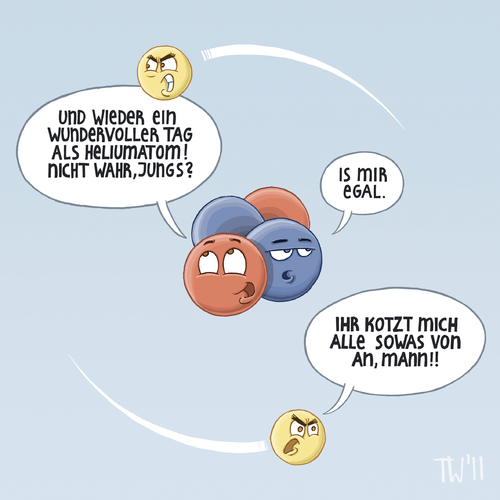 UND WIEDER EIN
WUNDERVOLLER TAG
ALS HELIUMATOM!
NICHT WAHR, JUNGS?
IS MIR
EGAL.
IHR KOTZT MICH
ALLE SOWAS VON
AN, MANN!!
TW'11